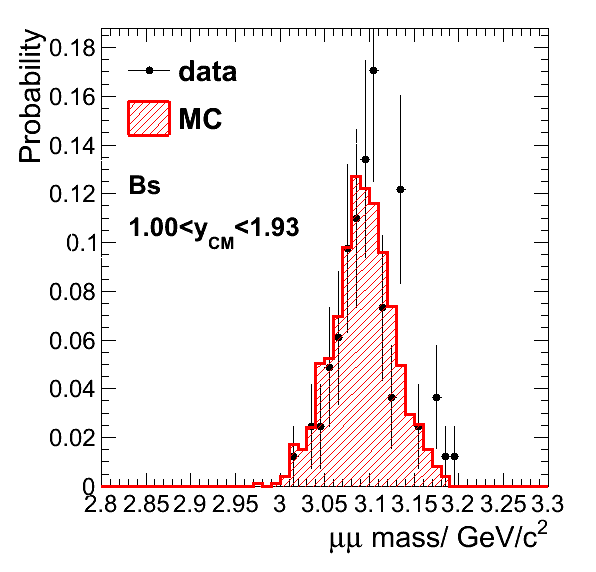 Probability
0.18
0.16
0.14
0.12
0.1
0.08
0.06
0.04
0.02
0
data
MC
Bs
1.00<y_CM<1.93
2.8 2.85 2.9 2.95 3 3.05 3.1 3.15 3.2 3.25 3.3
μμ mass/ GeV/c²